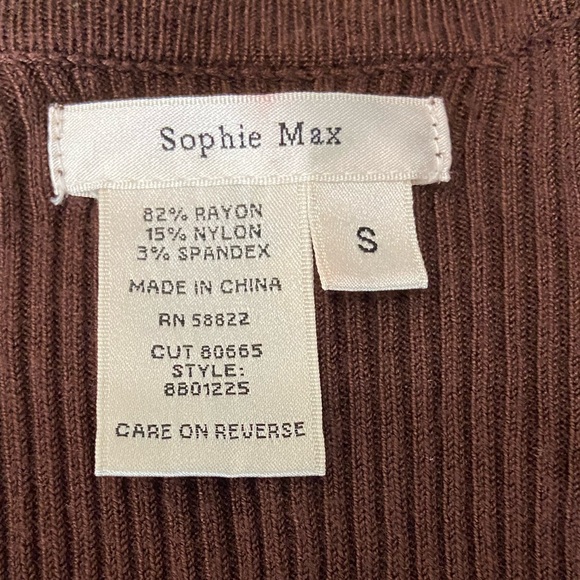 Sophie Max
82% RAYON
15% NYLON
3% SPANDEX
S
MADE IN CHINA
RN 58822
CUT 80665
STYLE:
8801225
CARE ON REVERSE